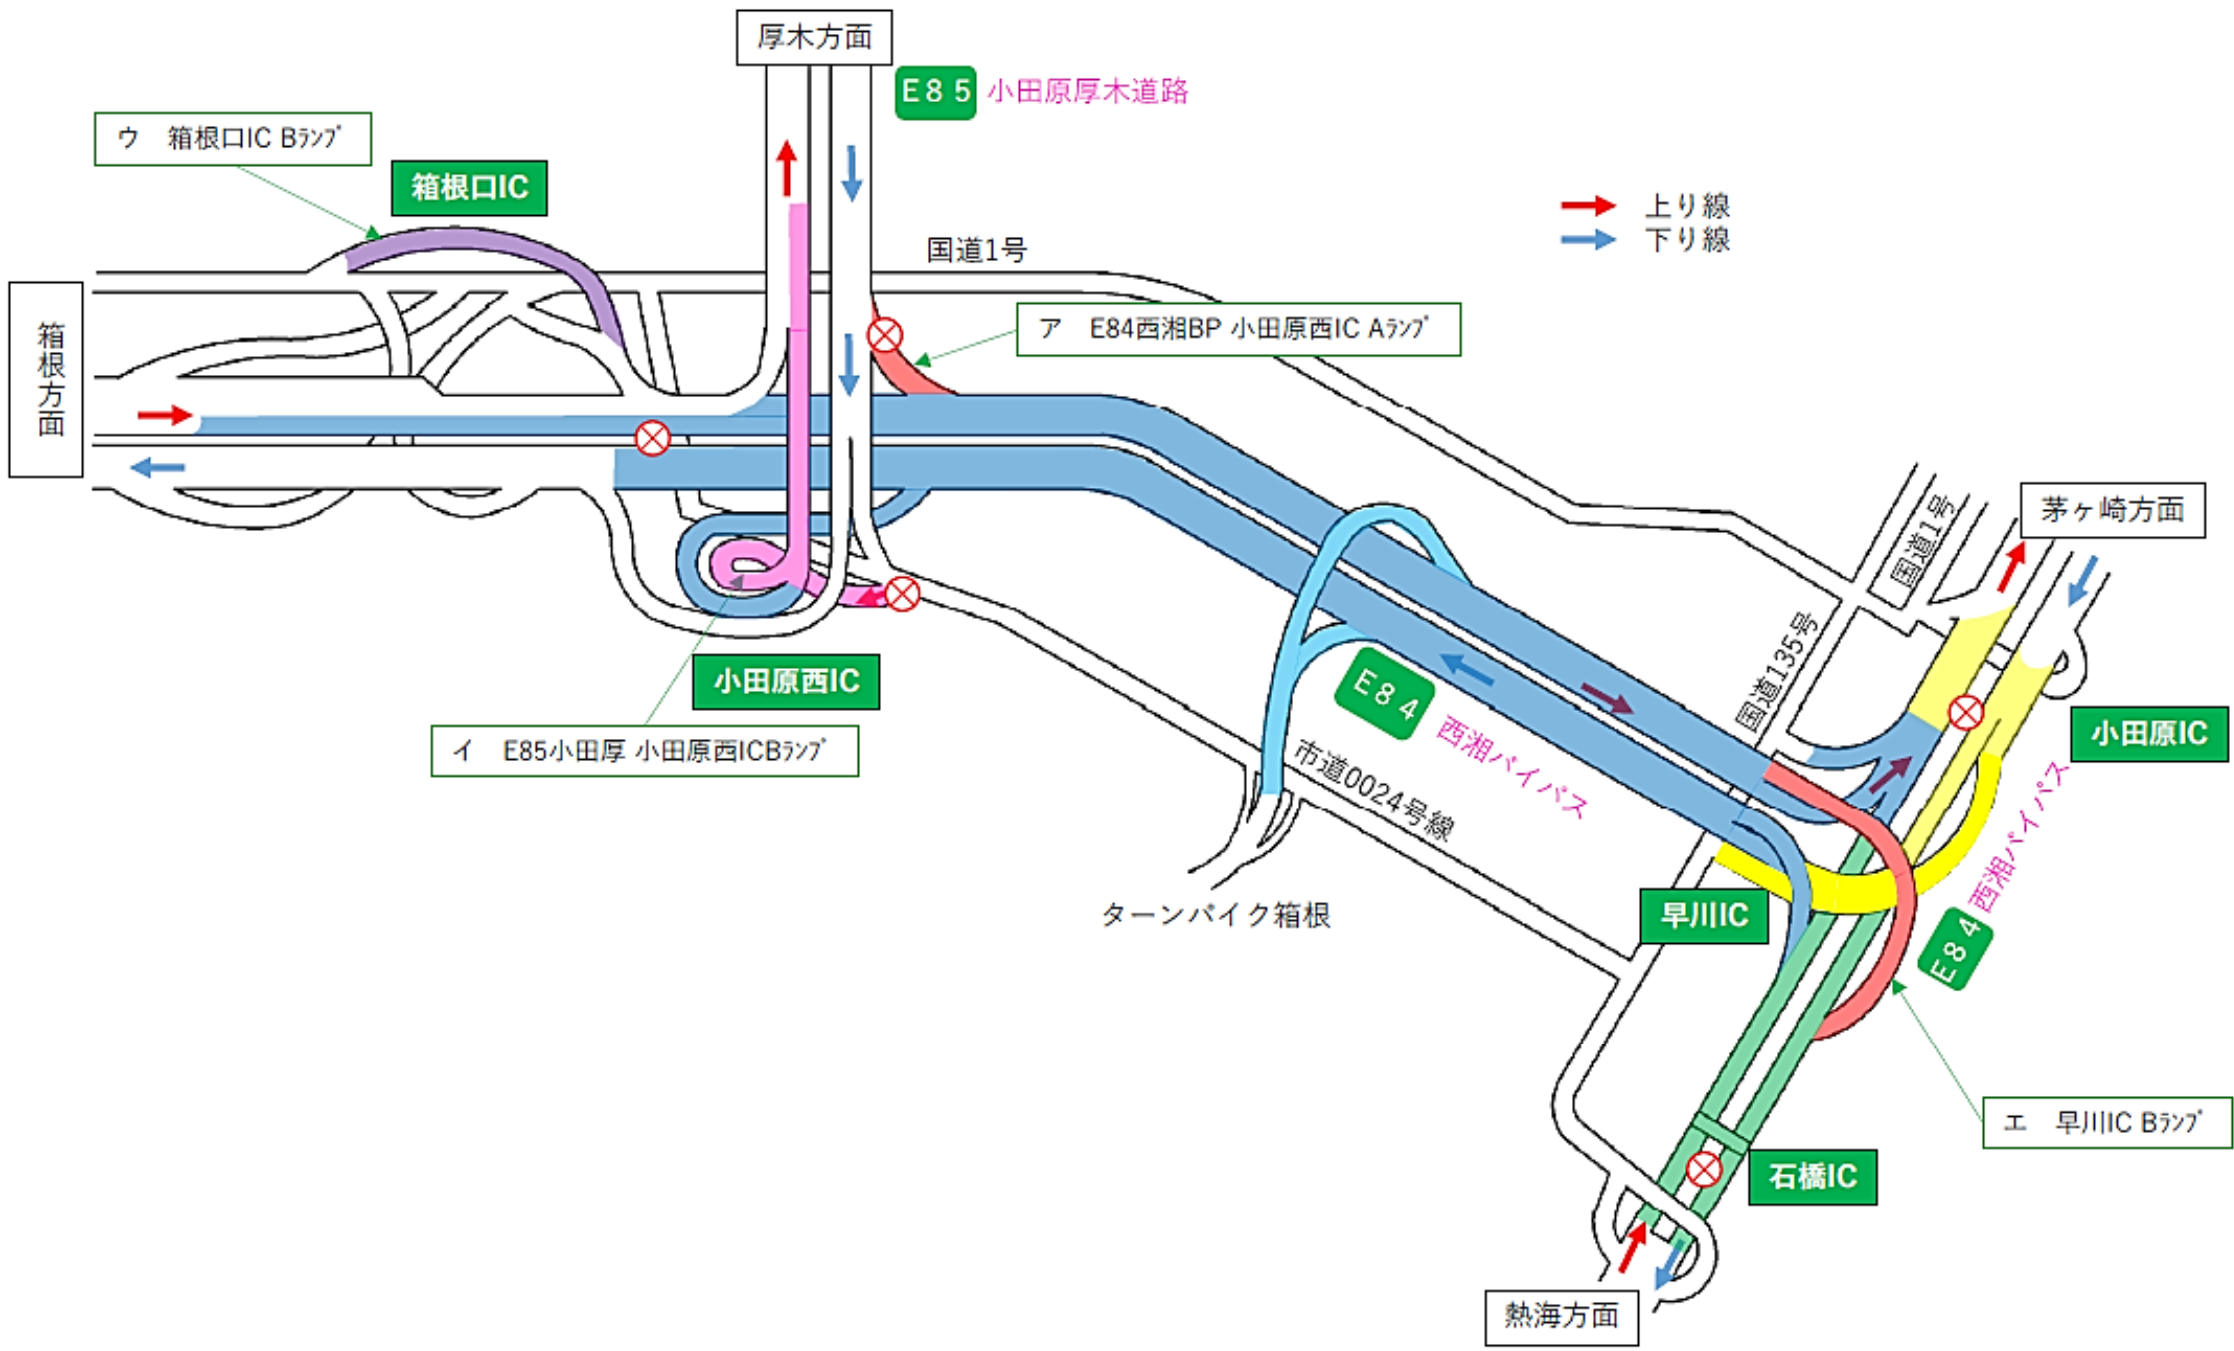 厚木方面
E85 小田原厚木道路
ウ　箱根口IC Bﾗﾝﾌﾟ
箱根口IC
上り線
下り線
国道1号
ア　E84西湘BP 小田原西IC Aﾗﾝﾌﾟ
箱根方面
茅ヶ崎方面
国道1号
国道135号
小田原西IC
E84 西湘バイパス
小田原IC
イ　E85小田厚 小田原西ICBﾗﾝﾌﾟ
市道0024号線
西湘バイパス
E84
早川IC
ターンパイク箱根
エ　早川IC Bﾗﾝﾌﾟ
石橋IC
熱海方面